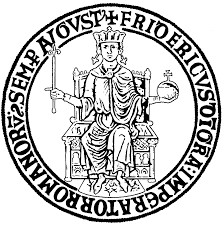 ✠ FRIDERICVS IMPERATOR ROMANOR SEMP AVGVST